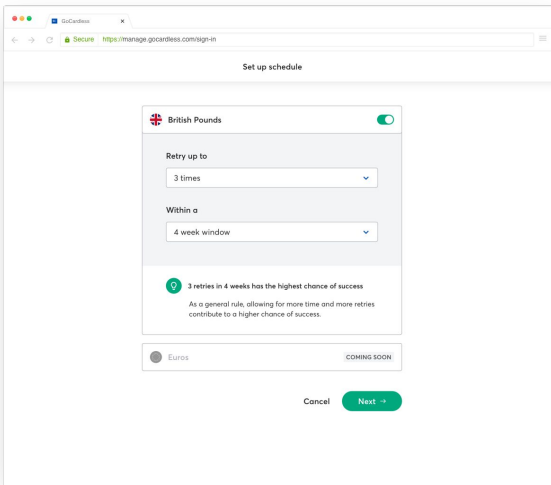 GoCardless
Secure https://manage.gocardless.com/sign-in
Set up schedule
British Pounds
Retry up to
3 times
Within a
4 week window
3 retries in 4 weeks has the highest chance of success
As a general rule, allowing for more time and more retries
contribute to a higher chance of success.
Euros COMING SOON
Cancel Next →